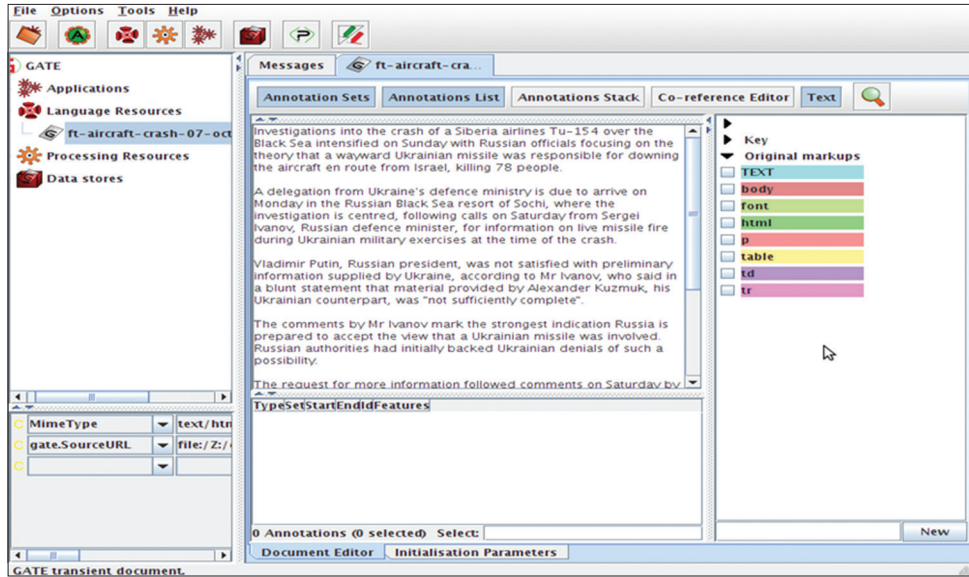 File Options Tools Help
GATE
Applications
Language Resources
ft-aircraft-crash-07-oct
Processing Resources
Data stores
MimeType text/htn
gate.SourceURL file:/Z:/
Messages ft-aircraft-cra...
Annotation Sets Annotations List Annotations Stack Co-reference Editor Text
Investigations into the crash of a Siberia airlines Tu-154 over the
Black Sea intensified on Sunday with Russian officials focusing on the
theory that a wayward Ukrainian missile was responsible for downing
the aircraft en route from Israel, killing 78 people.
A delegation from Ukraine's defence ministry is due to arrive on
Monday in the Russian Black Sea resort of Sochi, where the
investigation is centred, following calls on Saturday from Sergei
Ivanov, Russian defence minister, for information on live missile fire
during Ukrainian military exercises at the time of the crash.
Vladimir Putin, Russian president, was not satisfied with preliminary
information supplied by Ukraine, according to Mr Ivanov, who said in
a blunt statement that material provided by Alexander Kuzmuk, his
Ukrainian counterpart, was "not sufficiently complete".
The comments by Mr Ivanov mark the strongest indication Russia is
prepared to accept the view that a Ukrainian missile was involved.
Russian authorities had initially backed Ukrainian denials of such a
possibility.
The request for more information followed comments on Saturday by
TypeSetStartEndIdFeatures
0 Annotations (0 selected) Select:
Document Editor Initialisation Parameters
Key
Original markups
TEXT
body
font
html
p
table
td
tr
New
GATE transient document.